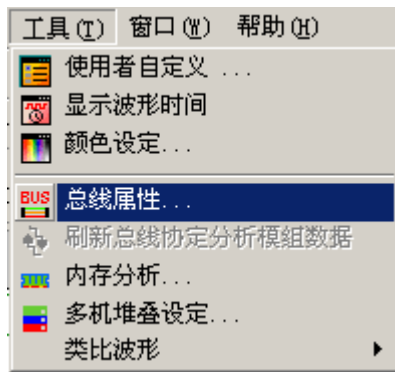 工具(T) 窗口(W) 帮助(H)
使用者自定义 ...
显示波形时间
颜色设定...
BUS 总线属性...
刷新总线协定分析模组数据
内存分析...
多机堆叠设定...
类比波形